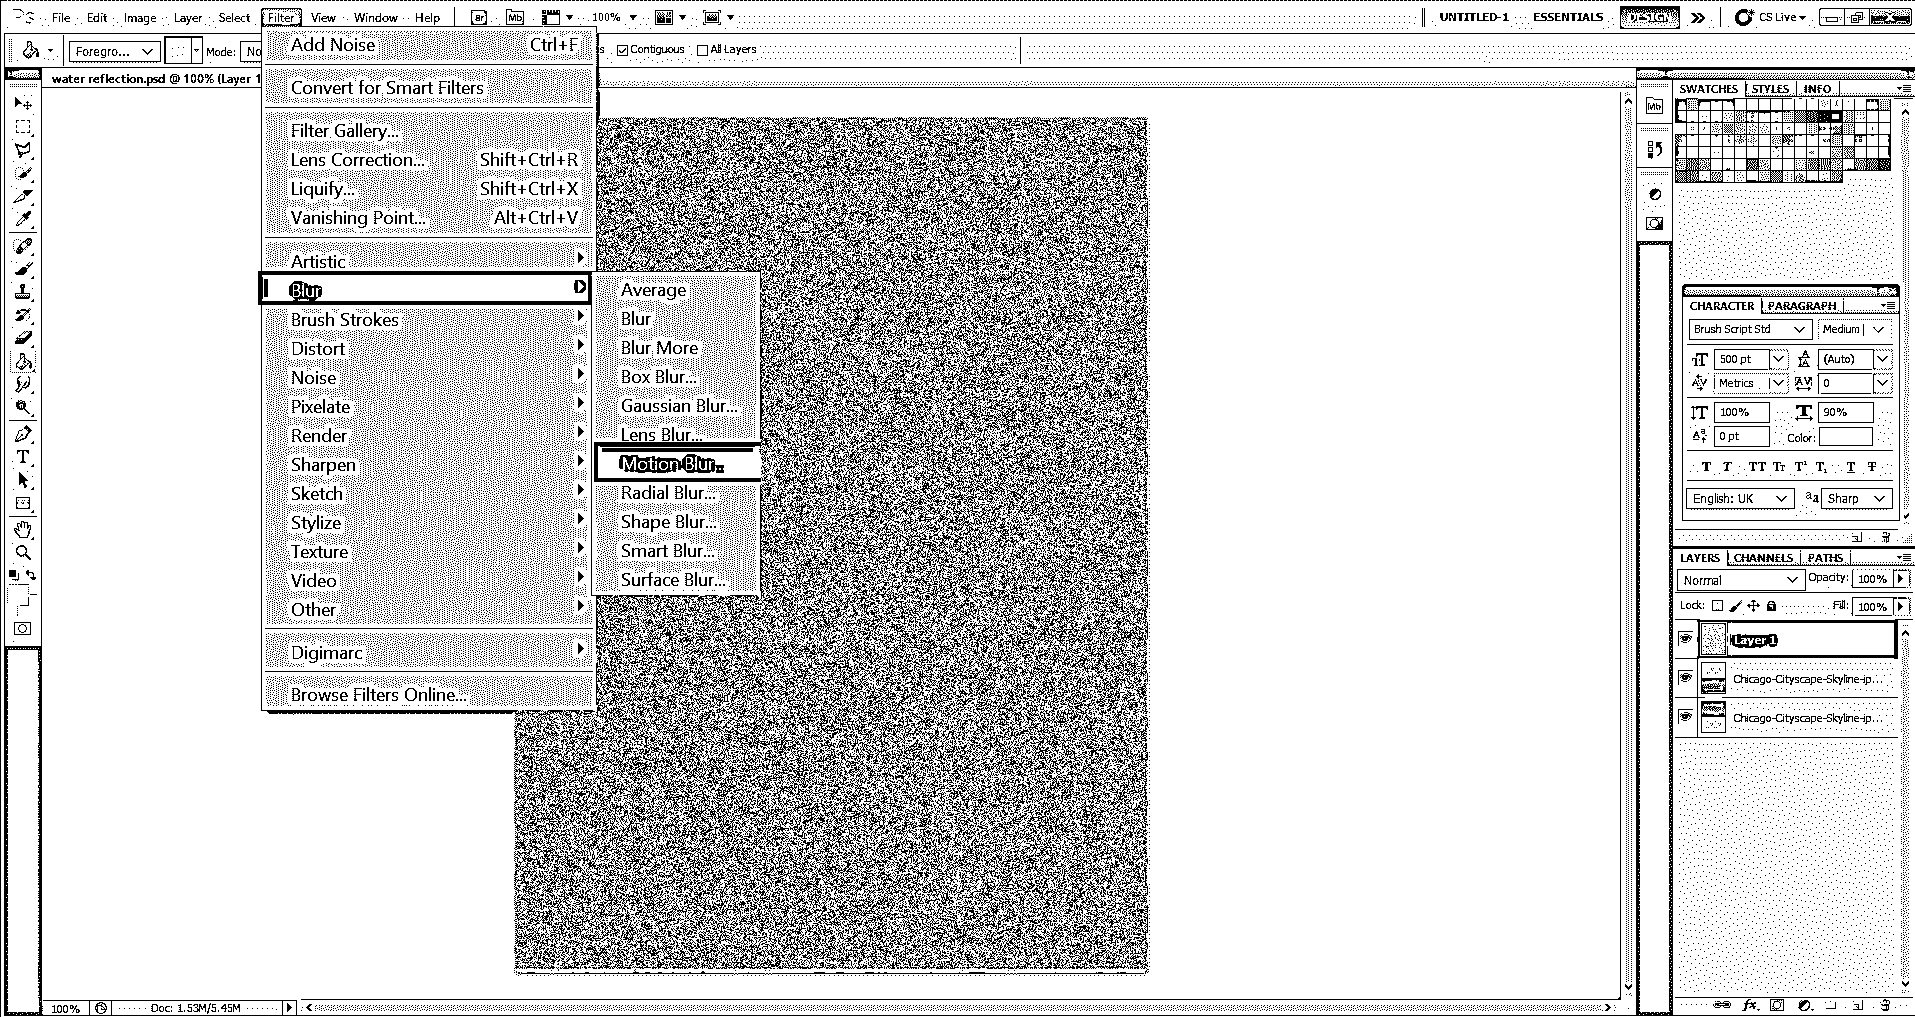 File Edit Image Layer Select Filter View Window Help Br Mb 100% UNTITLED-1 ESSENTIALS DESIGN CS Live
Foregro... Mode: No Contiguous All Layers
water reflection.psd @ 100% (Layer 1
Add Noise Ctrl+F
Convert for Smart Filters
Filter Gallery...
Lens Correction... Shift+Ctrl+R
Liquify... Shift+Ctrl+X
Vanishing Point... Alt+Ctrl+V
Artistic
Blur
Brush Strokes
Distort
Noise
Pixelate
Render
Sharpen
Sketch
Stylize
Texture
Video
Other
Digimarc
Browse Filters Online...
Average
Blur
Blur More
Box Blur...
Gaussian Blur...
Lens Blur...
Motion Blur...
Radial Blur...
Shape Blur...
Smart Blur...
Surface Blur...
Mb
SWATCHES STYLES INFO
CHARACTER PARAGRAPH
Brush Script Std Medium
500 pt (Auto)
Metrics 0
100% 90%
0 pt Color:
English: UK Sharp
LAYERS CHANNELS PATHS
Normal Opacity: 100%
Lock: Fill: 100%
Layer 1
Chicago-Cityscape-Skyline-ip...
Chicago-Cityscape-Skyline-ip...
100% Doc: 1.53M/5.45M